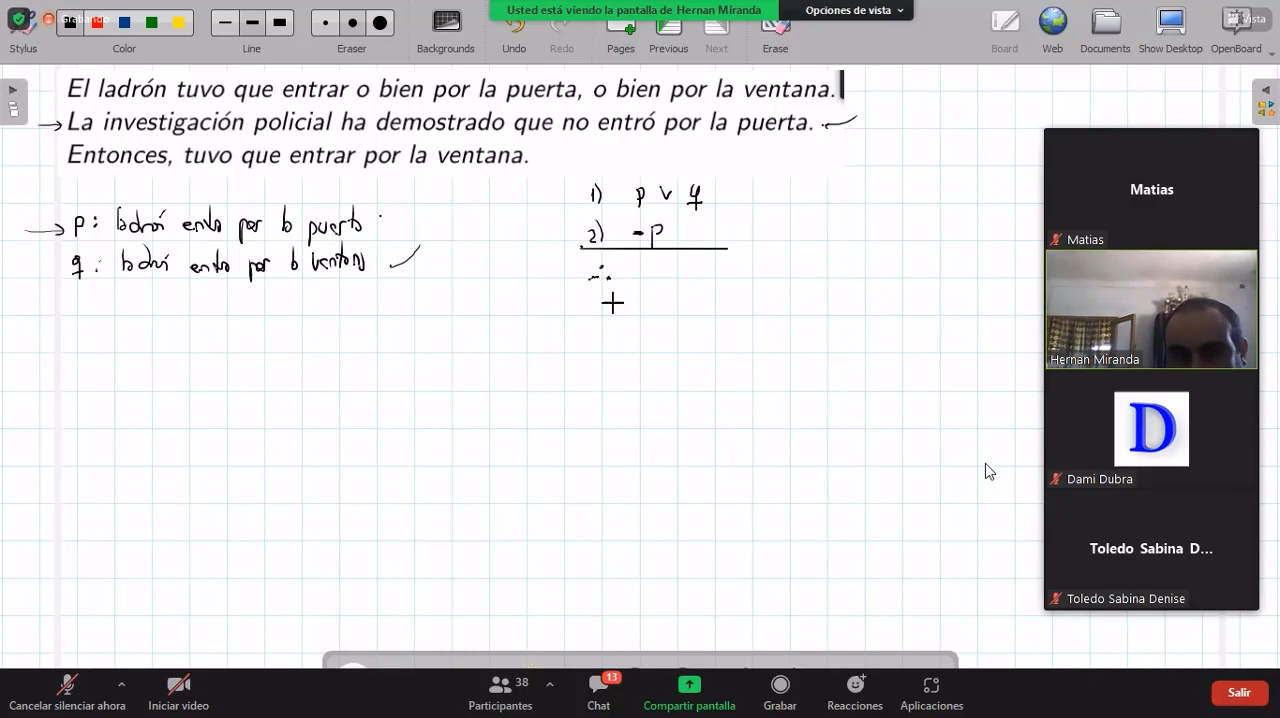 Grabando
Usted está viendo la pantalla de Hernan Miranda
Opciones de vista
Vista
Stylus
Color
Line
Eraser
Backgrounds
Undo
Redo
Pages
Previous
Next
Erase
Board
Web
Documents
Show Desktop
OpenBoard
El ladrón tuvo que entrar o bien por la puerta, o bien por la ventana.
La investigación policial ha demostrado que no entró por la puerta.
Entonces, tuvo que entrar por la ventana.
p: ladrón entro por la puerta
q: ladrón entro por la ventana
1) p ∨ q
2) -p
∴
Matias
Matias
Hernan Miranda
D
Dami Dubra
Toledo Sabina D...
Toledo Sabina Denise
Cancelar silenciar ahora
Iniciar video
38
Participantes
13
Chat
Compartir pantalla
Grabar
Reacciones
Aplicaciones
Salir